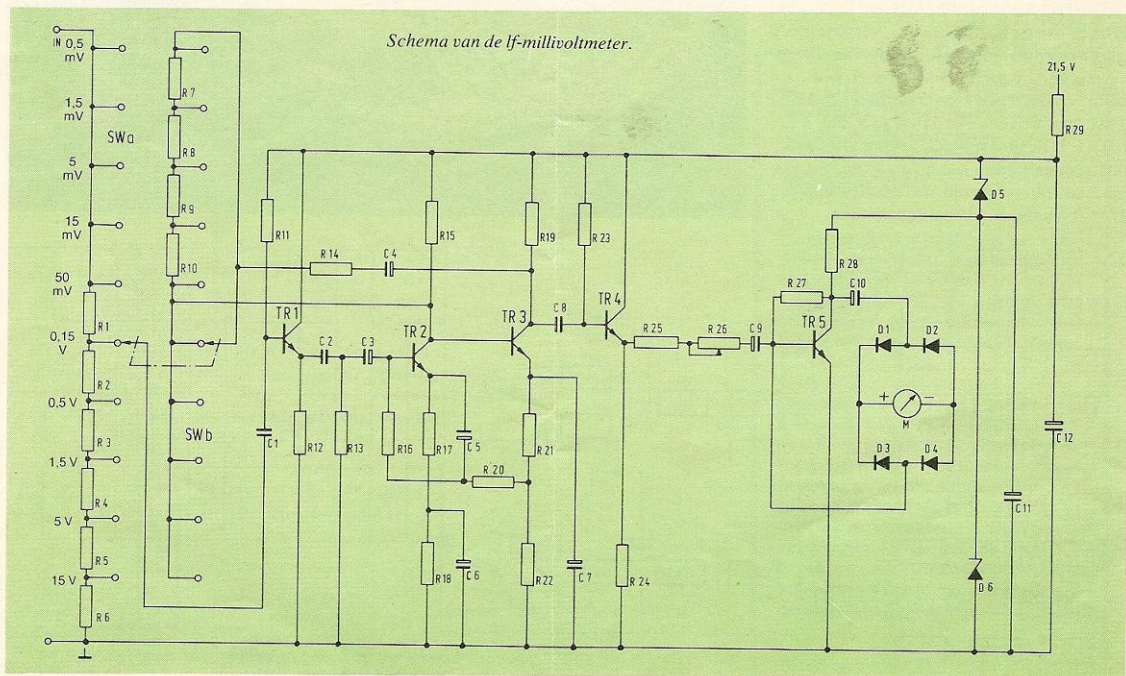 Schema van de lf-millivoltmeter.
IN
0,5 mV
1,5 mV
5 mV
15 mV
50 mV
0,15 V
0,5 V
1,5 V
5 V
15 V
SWa
SWb
R1
R2
R3
R4
R5
R6
R7
R8
R9
R10
R11
R14
C4
R15
R19
R23
21,5 V
R29
D5
TR1
C2
C3
TR2
TR3
C8
TR4
R25
R26
C9
R27
R28
C10
TR5
D1
D2
+
-
M
D3
D4
C12
C11
C1
R12
R13
R16
R17
C5
R20
R21
R18
C6
R22
C7
R24
D6